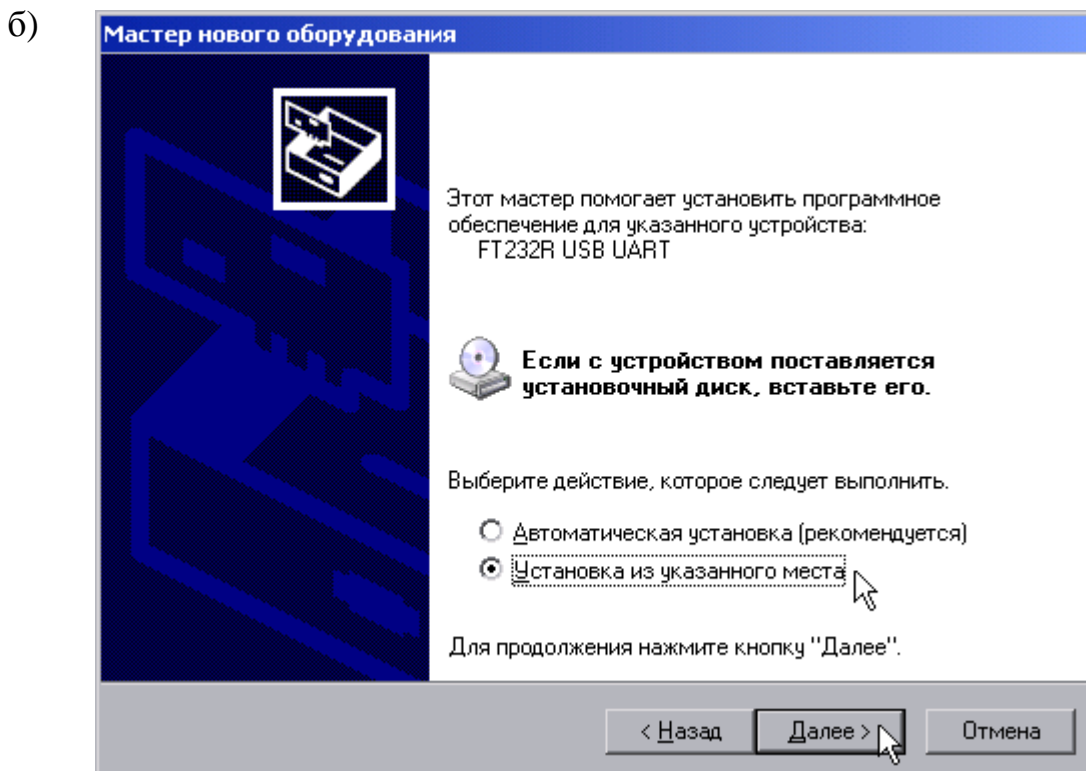 б)
Мастер нового оборудования
Этот мастер помогает установить программное
обеспечение для указанного устройства:
FT232R USB UART
Если с устройством поставляется
установочный диск, вставьте его.
Выберите действие, которое следует выполнить.
Автоматическая установка (рекомендуется)
Установка из указанного места
Для продолжения нажмите кнопку "Далее".
< Назад Далее > Отмена